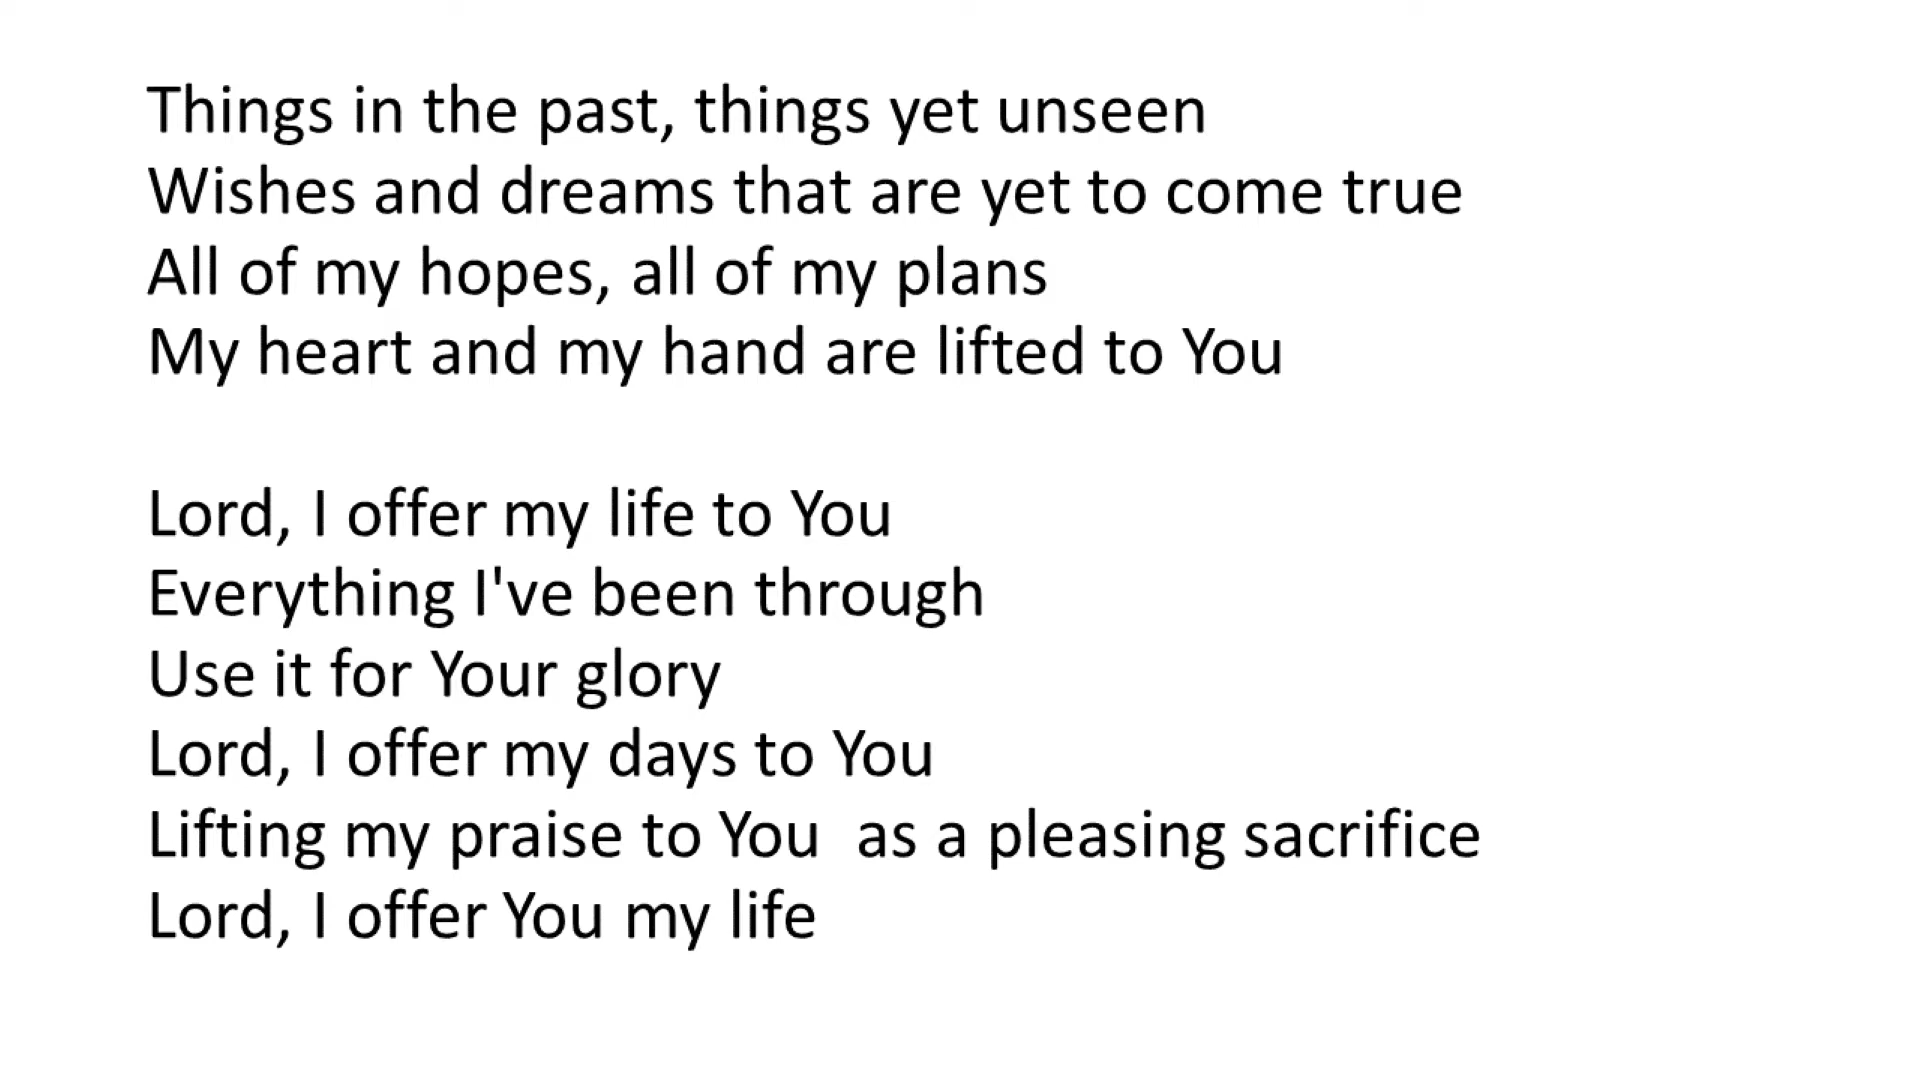 Things in the past, things yet unseen
Wishes and dreams that are yet to come true
All of my hopes, all of my plans
My heart and my hand are lifted to You

Lord, I offer my life to You
Everything I've been through
Use it for Your glory
Lord, I offer my days to You
Lifting my praise to You  as a pleasing sacrifice
Lord, I offer You my life